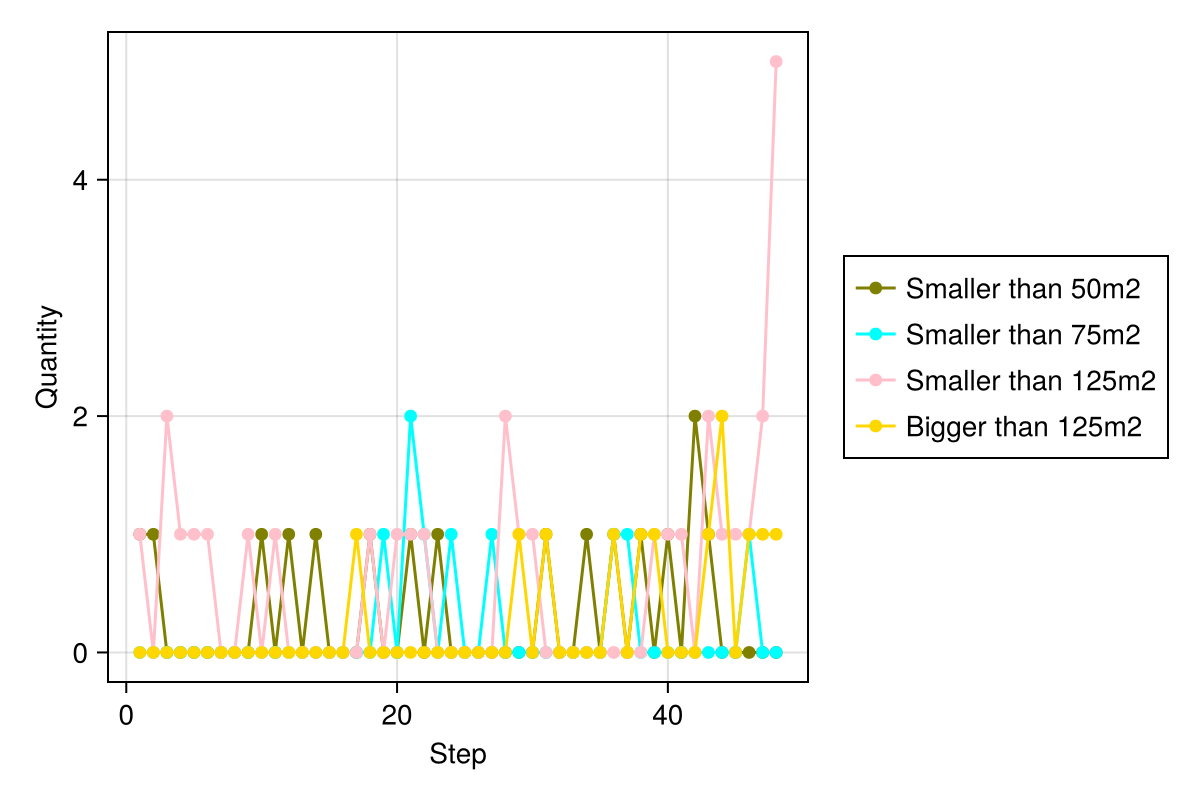 4
2
0
Quantity
0
20
40
Step
Smaller than 50m2
Smaller than 75m2
Smaller than 125m2
Bigger than 125m2